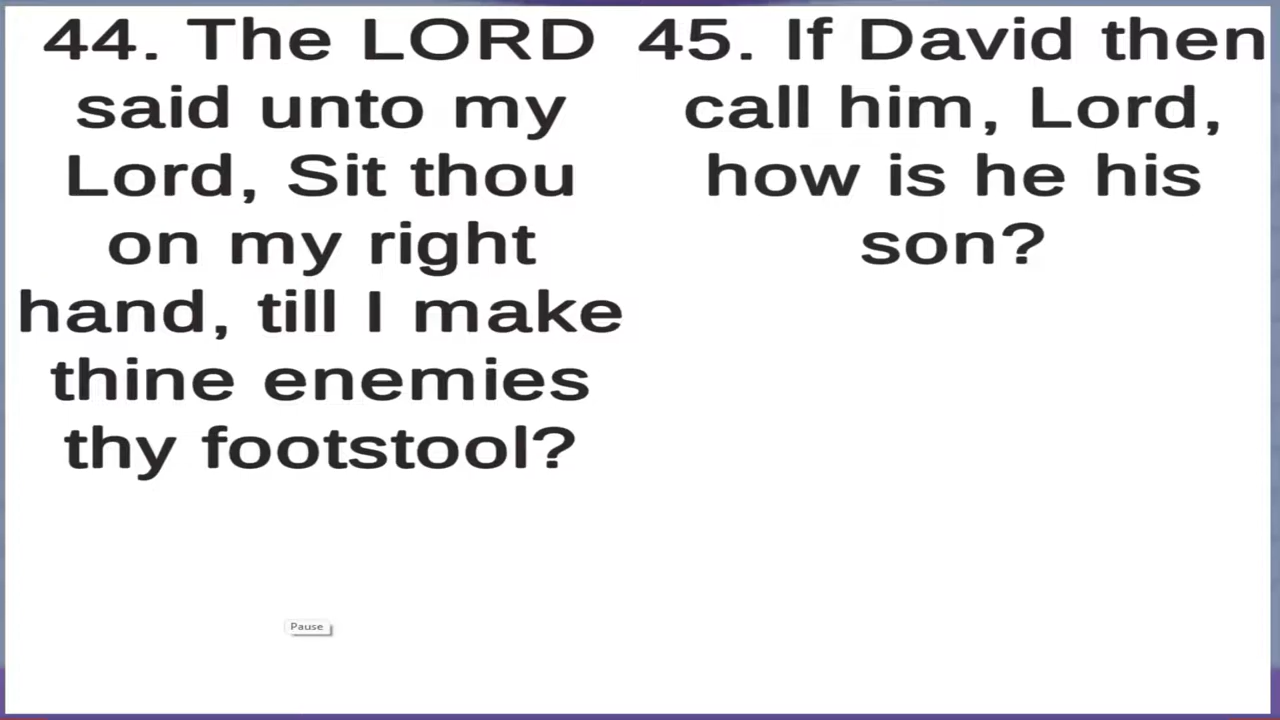 44. The LORD
said unto my
Lord, Sit thou
on my right
hand, till I make
thine enemies
thy footstool?
45. If David then
call him, Lord,
how is he his
son?
Pause